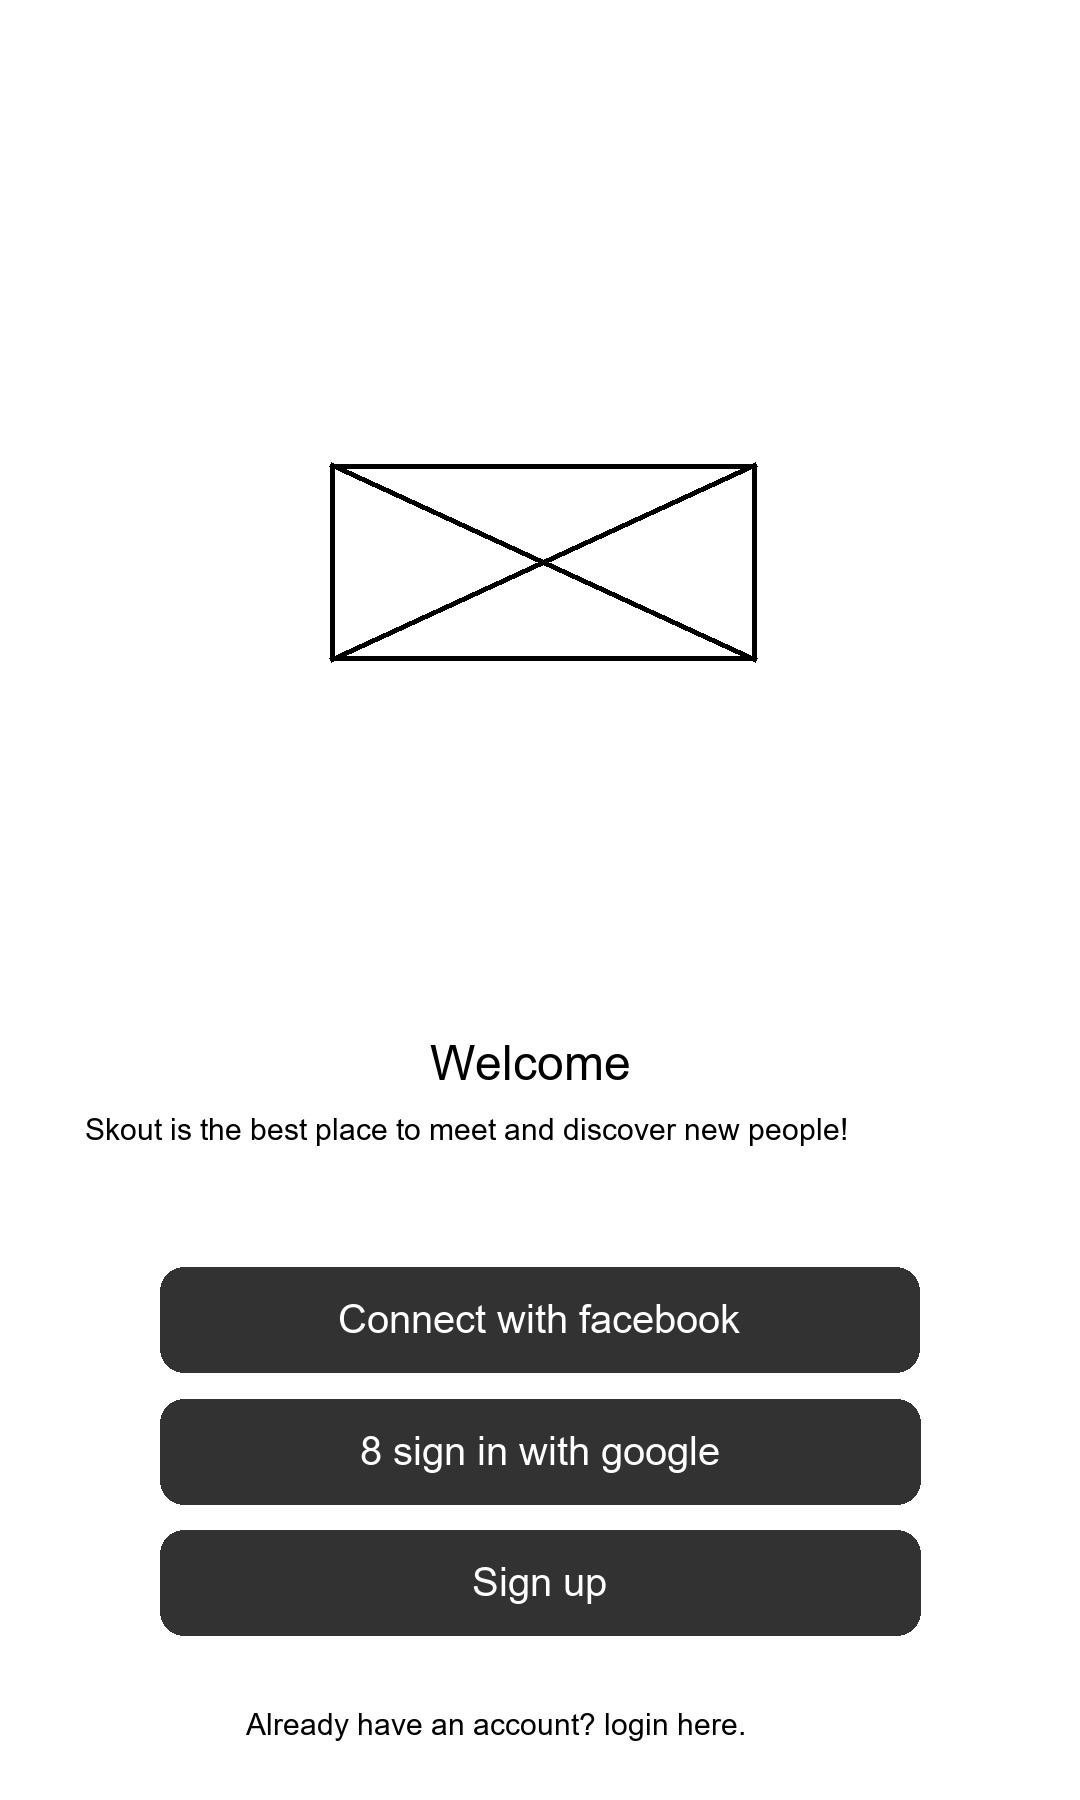 Welcome
Skout is the best place to meet and discover new people!
Connect with facebook
8 sign in with google
Sign up
Already have an account? login here.